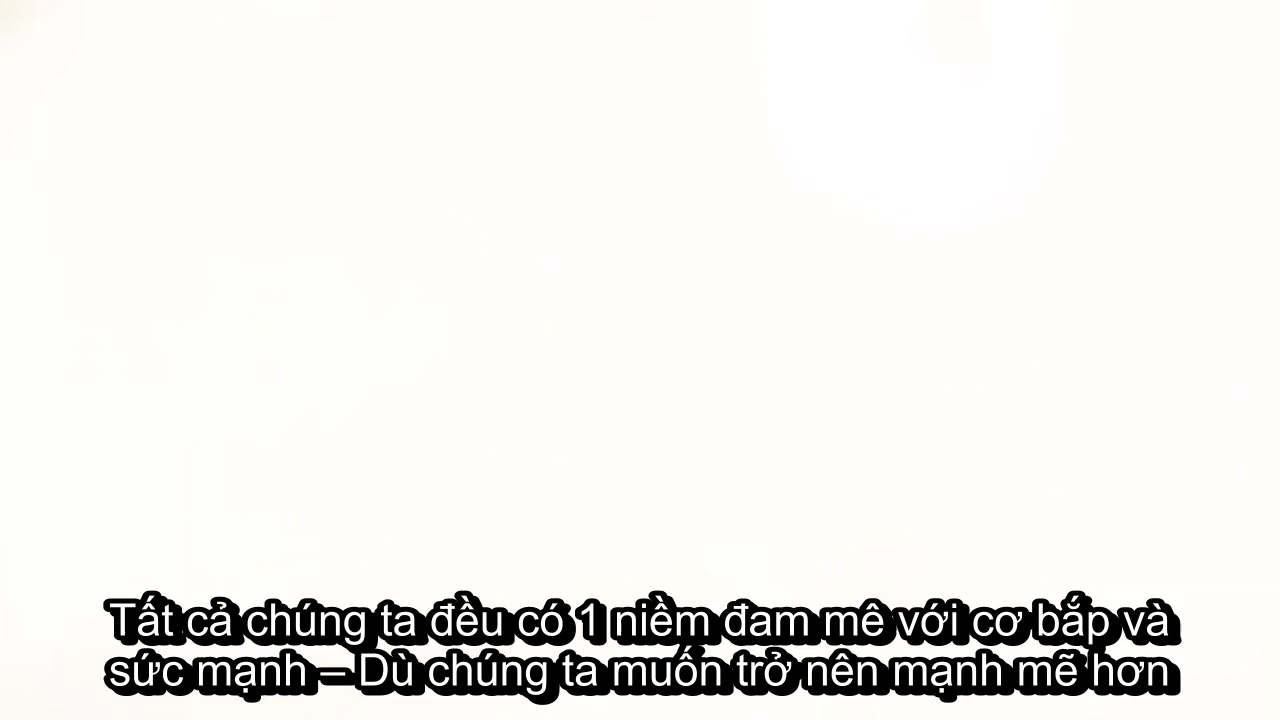 Tất cả chúng ta đều có 1 niềm đam mê với cơ bắp và
sức mạnh – Dù chúng ta muốn trở nên mạnh mẽ hơn